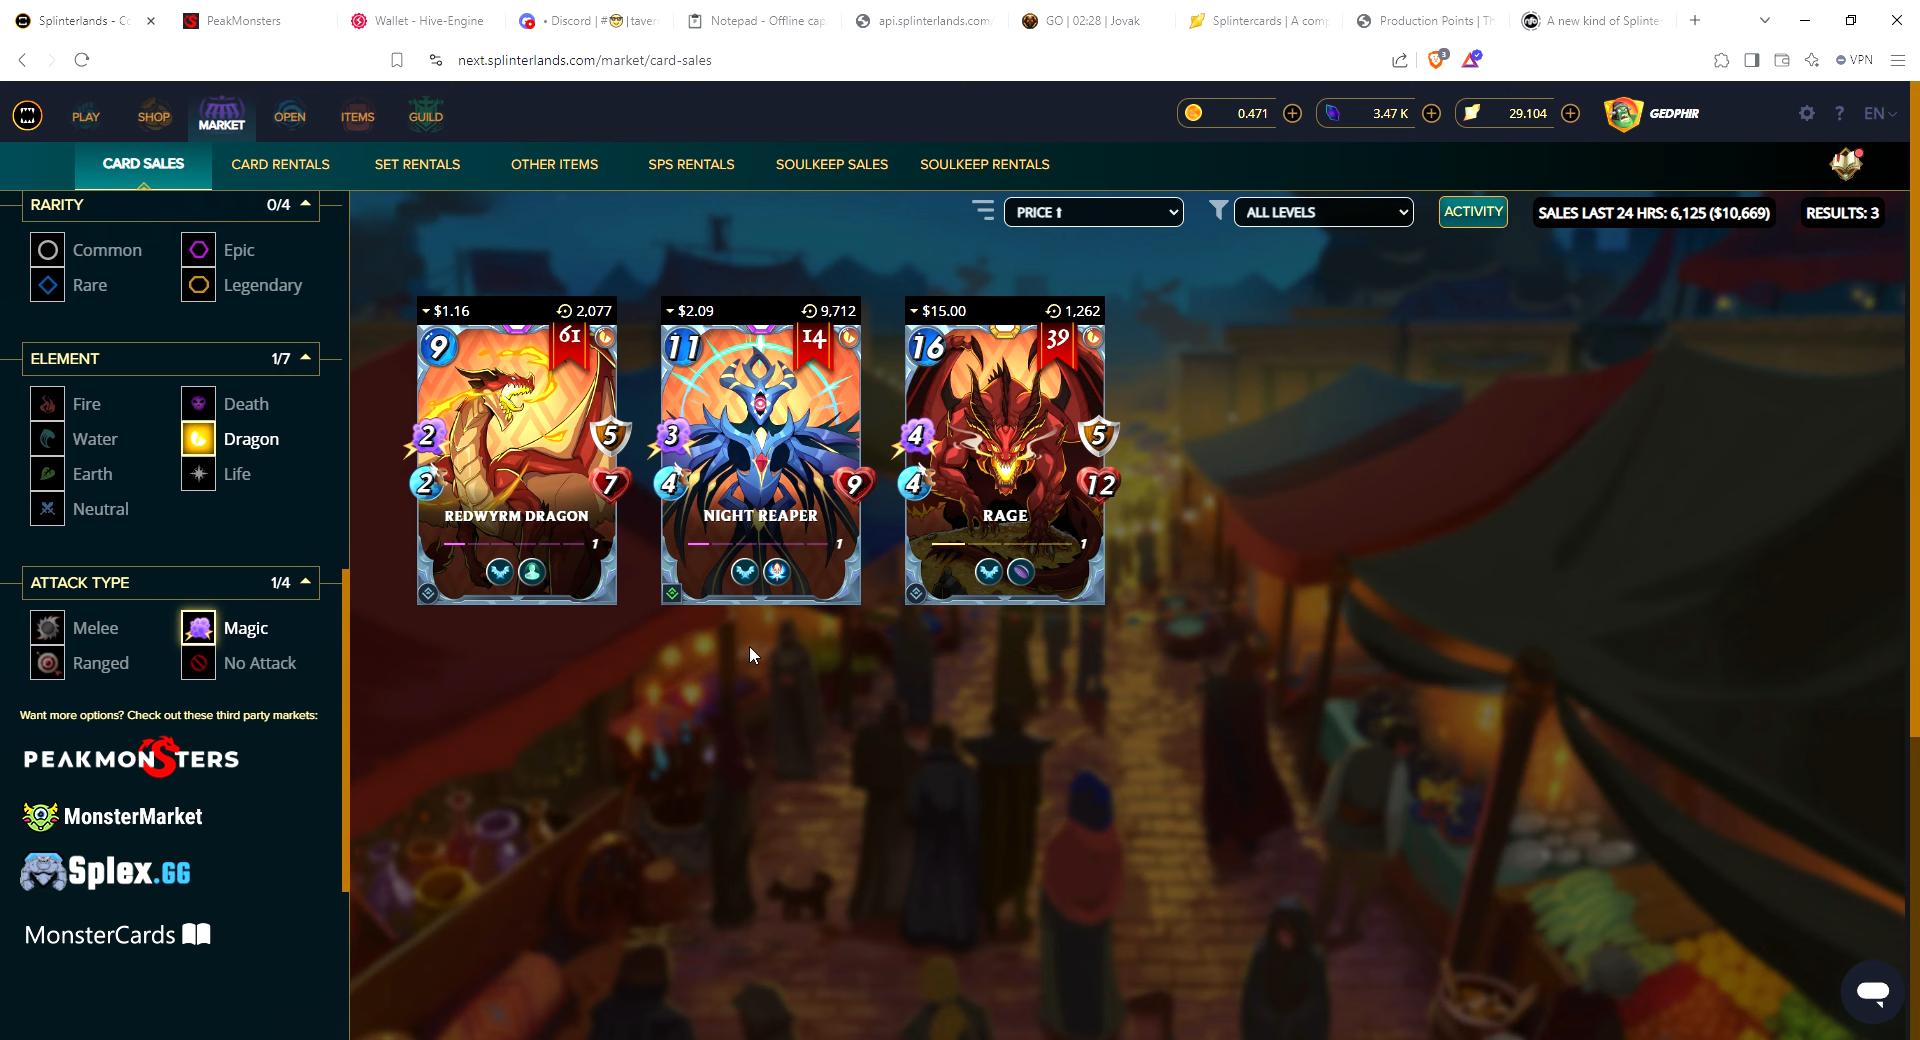 Splinterlands - Co
PeakMonsters
Wallet - Hive-Engine
• Discord | #😎|taver
Notepad - Offline cap
api.splinterlands.com/
GO | 02:28 | Jovak
Splintercards | A comp
Production Points | Th
A new kind of Splinte
next.splinterlands.com/market/card-sales
3
VPN
PLAY
SHOP
MARKET
OPEN
ITEMS
GUILD
0.471
3.47 K
29.104
GEDPHIR
?
EN
CARD SALES
CARD RENTALS
SET RENTALS
OTHER ITEMS
SPS RENTALS
SOULKEEP SALES
SOULKEEP RENTALS
RARITY 0/4
Common
Epic
Rare
Legendary
ELEMENT 1/7
Fire
Death
Water
Dragon
Earth
Life
Neutral
ATTACK TYPE 1/4
Melee
Magic
Ranged
No Attack
Want more options? Check out these third party markets:
PEAKMONSTERS
MonsterMarket
Splex.GG
MonsterCards
PRICE ↑
ALL LEVELS
ACTIVITY
SALES LAST 24 HRS: 6,125 ($10,669)
RESULTS: 3
$1.16 2,077
9
61
2
5
2
7
REDWYRM DRAGON
1
$2.09 9,712
11
14
3
4
9
NIGHT REAPER
1
$15.00 1,262
16
39
4
5
4
12
RAGE
1